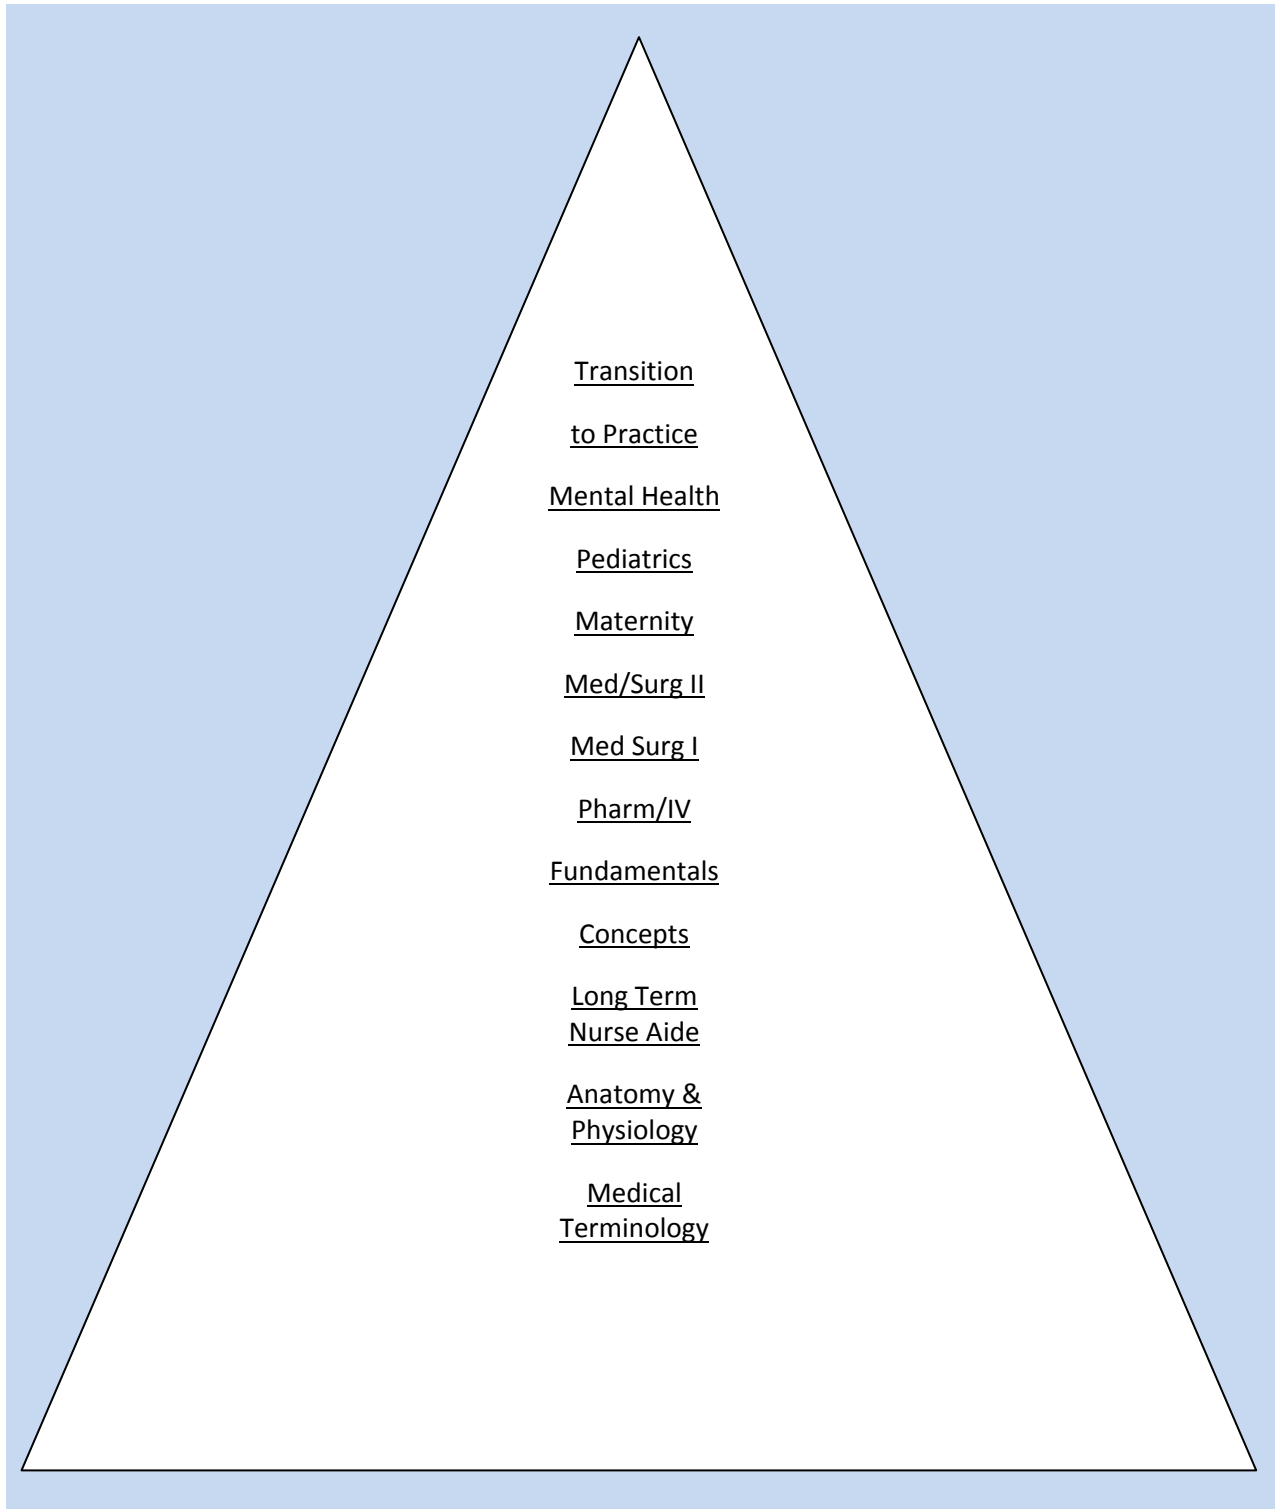 Transition
to Practice
Mental Health
Pediatrics
Maternity
Med/Surg II
Med Surg I
Pharm/IV
Fundamentals
Concepts
Long Term
Nurse Aide
Anatomy &
Physiology
Medical
Terminology